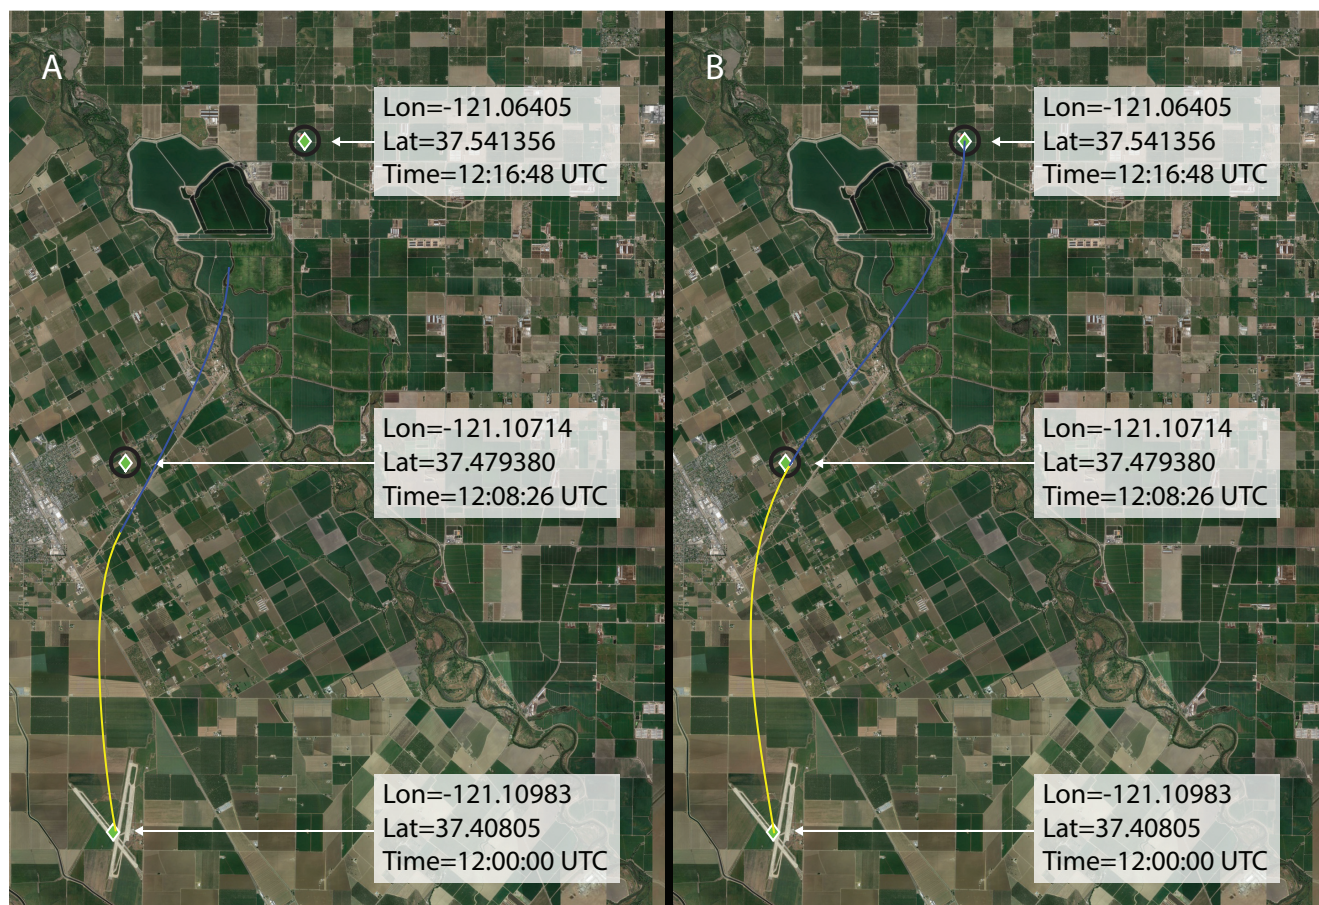 A
Lon=-121.06405
Lat=37.541356
Time=12:16:48 UTC
Lon=-121.10714
Lat=37.479380
Time=12:08:26 UTC
Lon=-121.10983
Lat=37.40805
Time=12:00:00 UTC
B
Lon=-121.06405
Lat=37.541356
Time=12:16:48 UTC
Lon=-121.10714
Lat=37.479380
Time=12:08:26 UTC
Lon=-121.10983
Lat=37.40805
Time=12:00:00 UTC